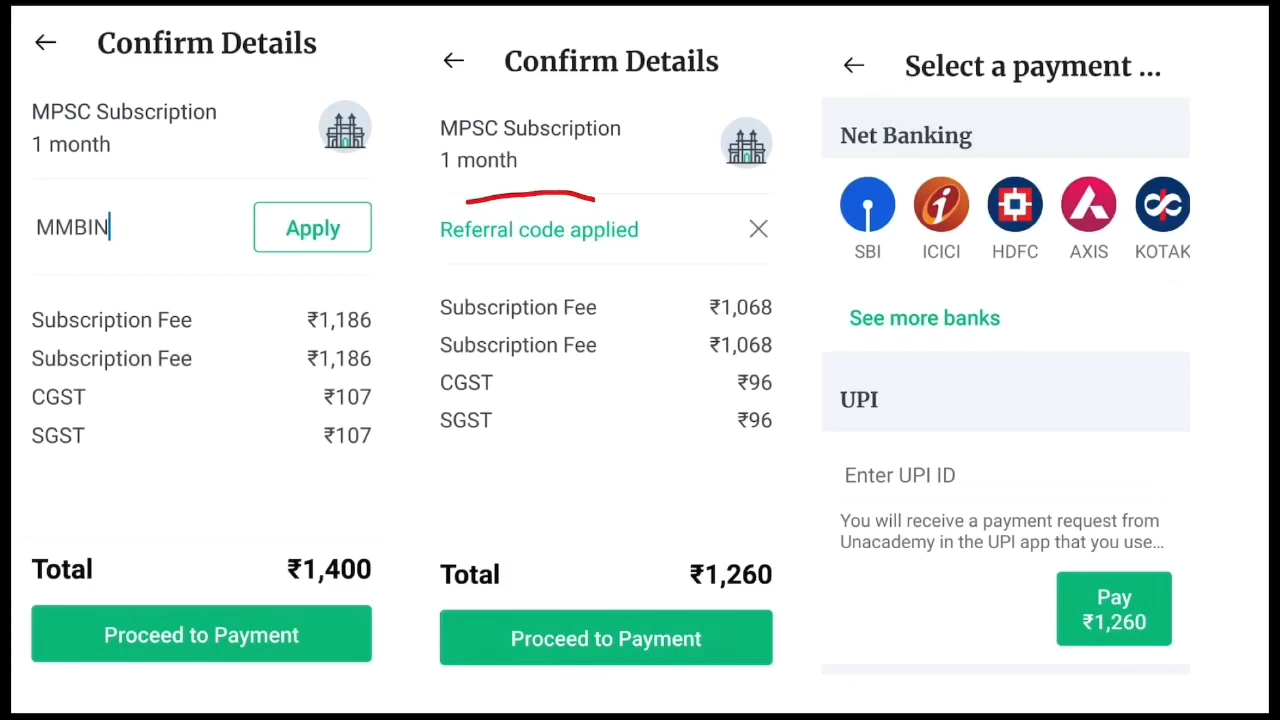 Confirm Details
MPSC Subscription
1 month
MMBIN
Apply
Subscription Fee ₹1,186
Subscription Fee ₹1,186
CGST ₹107
SGST ₹107
Total ₹1,400
Proceed to Payment
Confirm Details
MPSC Subscription
1 month
Referral code applied
Subscription Fee ₹1,068
Subscription Fee ₹1,068
CGST ₹96
SGST ₹96
Total ₹1,260
Proceed to Payment
Select a payment ...
Net Banking
SBI ICICI HDFC AXIS KOTAK
See more banks
UPI
Enter UPI ID
You will receive a payment request from
Unacademy in the UPI app that you use...
Pay
₹1,260